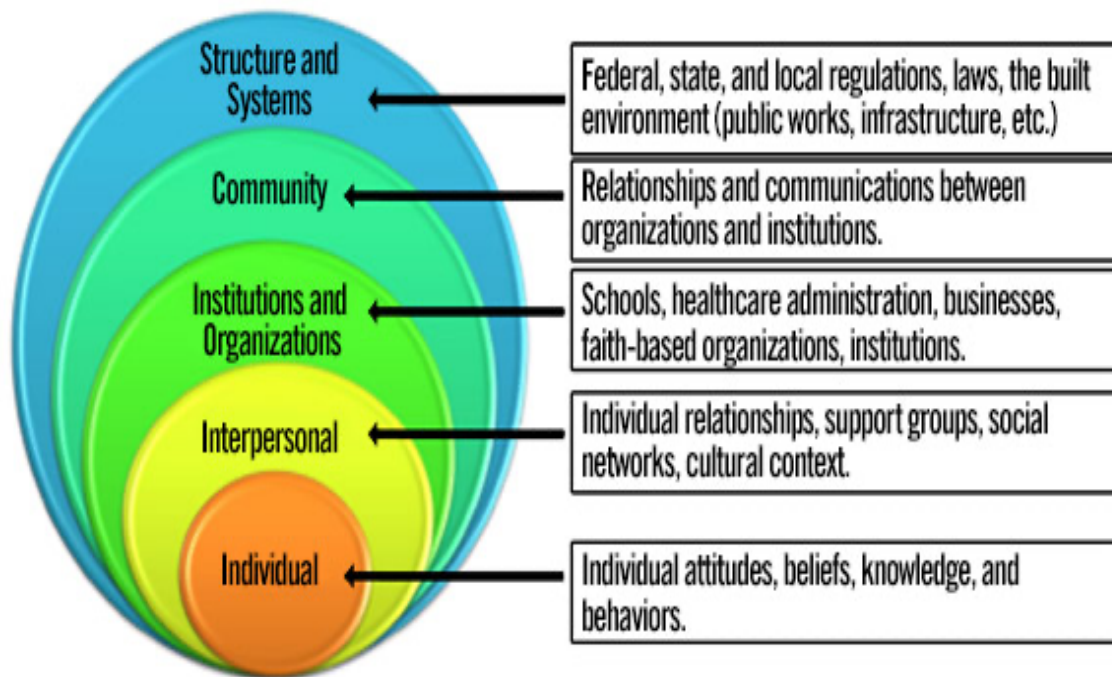 Structure and
Systems
Federal, state, and local regulations, laws, the built
environment (public works, infrastructure, etc.)
Community
Relationships and communications between
organizations and institutions.
Institutions and
Organizations
Schools, healthcare administration, businesses,
faith-based organizations, institutions.
Interpersonal
Individual relationships, support groups, social
networks, cultural context.
Individual
Individual attitudes, beliefs, knowledge, and
behaviors.